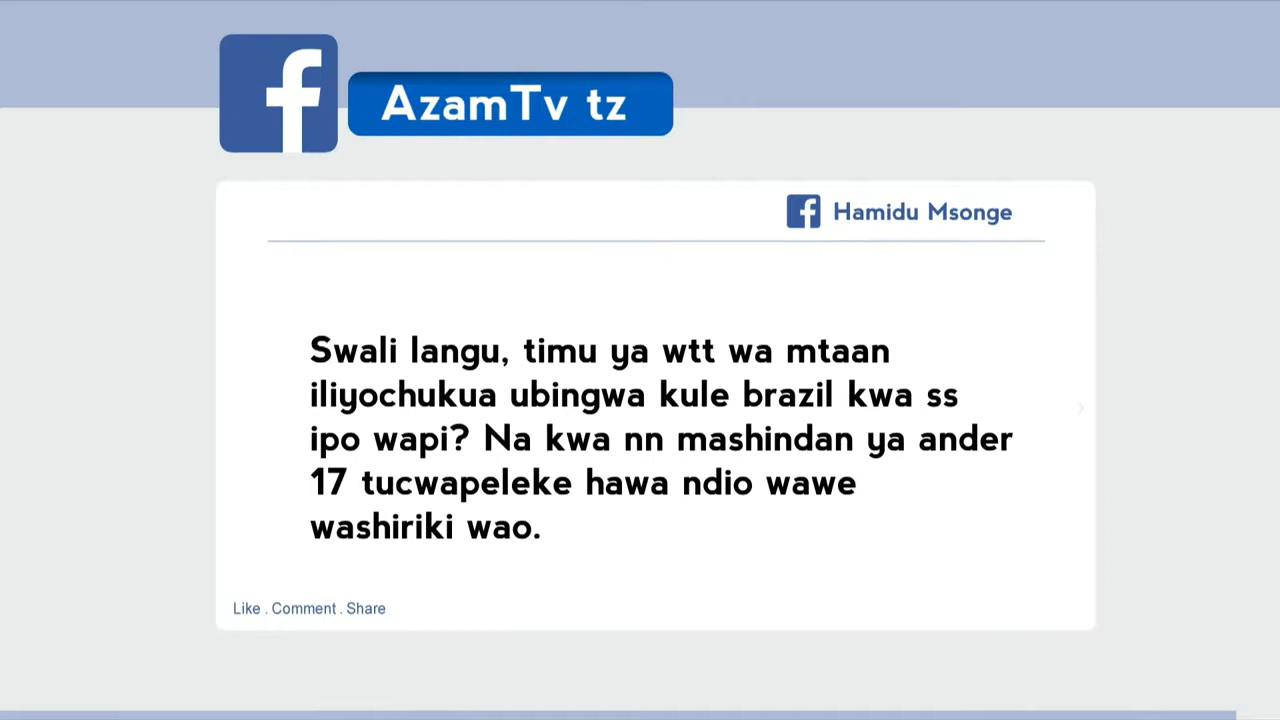 AzamTv tz
Hamidu Msonge
Swali langu, timu ya wtt wa mtaan
iliyochukua ubingwa kule brazil kwa ss
ipo wapi? Na kwa nn mashindan ya ander
17 tucwapeleke hawa ndio wawe
washiriki wao.
Like . Comment . Share